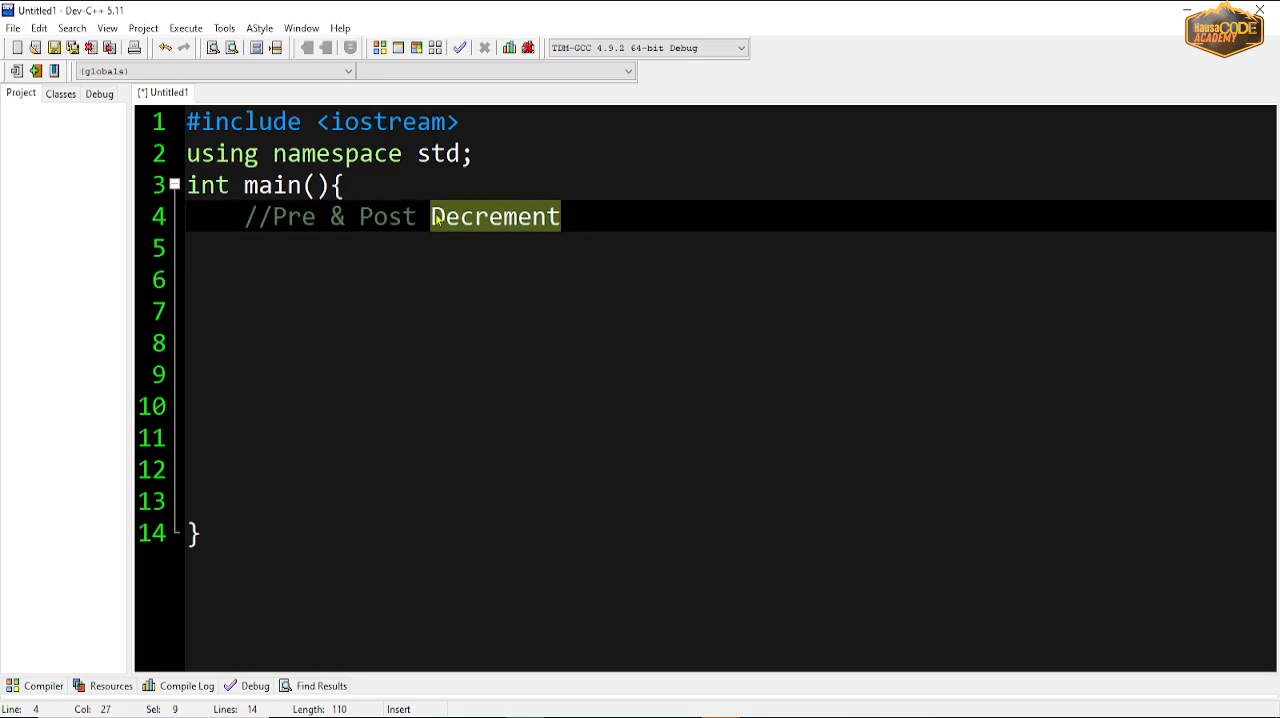 Untitled1 - Dev-C++ 5.11
File Edit Search View Project Execute Tools AStyle Window Help
HausaCODE
ACADEMY
TDM-GCC 4.9.2 64-bit Debug
(globals)
Project Classes Debug
[*] Untitled1
1 #include <iostream>
2 using namespace std;
3 int main(){
4 //Pre & Post Decrement
5
6
7
8
9
10
11
12
13
14 }
Compiler Resources Compile Log Debug Find Results
Line: 4 Col: 27 Sel: 9 Lines: 14 Length: 110 Insert